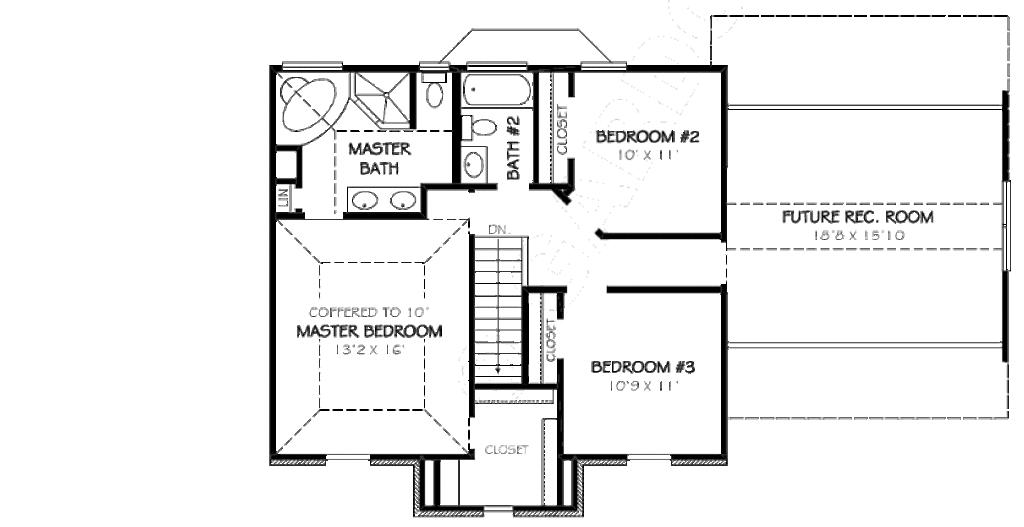 MASTER
BATH
LIN
BATH #2
CLOSET
BEDROOM #2
10' X 11'
FUTURE REC. ROOM
18'8 X 15'10
DN.
COFFERED TO 10'
MASTER BEDROOM
13'2 X 16'
CLOSET
BEDROOM #3
10'9 X 11'
CLOSET